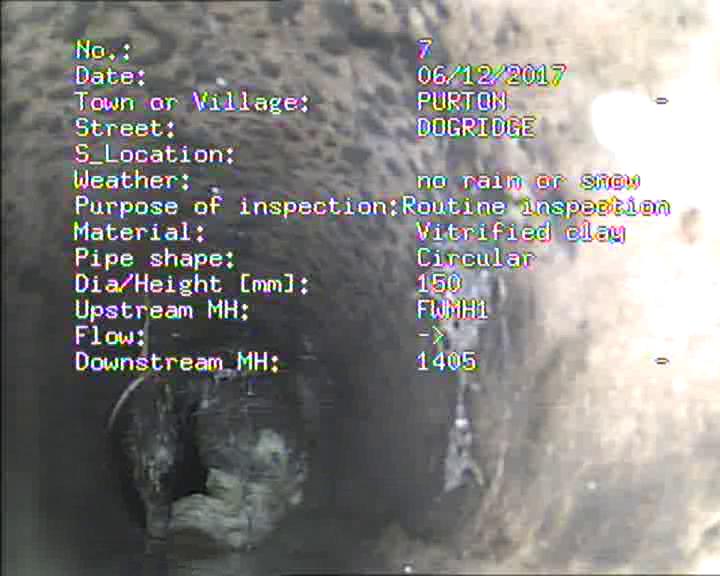 No.: 7
Date: 06/12/2017
Town or Village: PURTON -
Street: DOGRIDGE
S_Location:
Weather: no rain or snow
Purpose of inspection:Routine inspection
Material: Vitrified clay
Pipe shape: Circular
Dia/Height [mm]: 150
Upstream MH: FWMH1
Flow: ->
Downstream MH: 1405 -